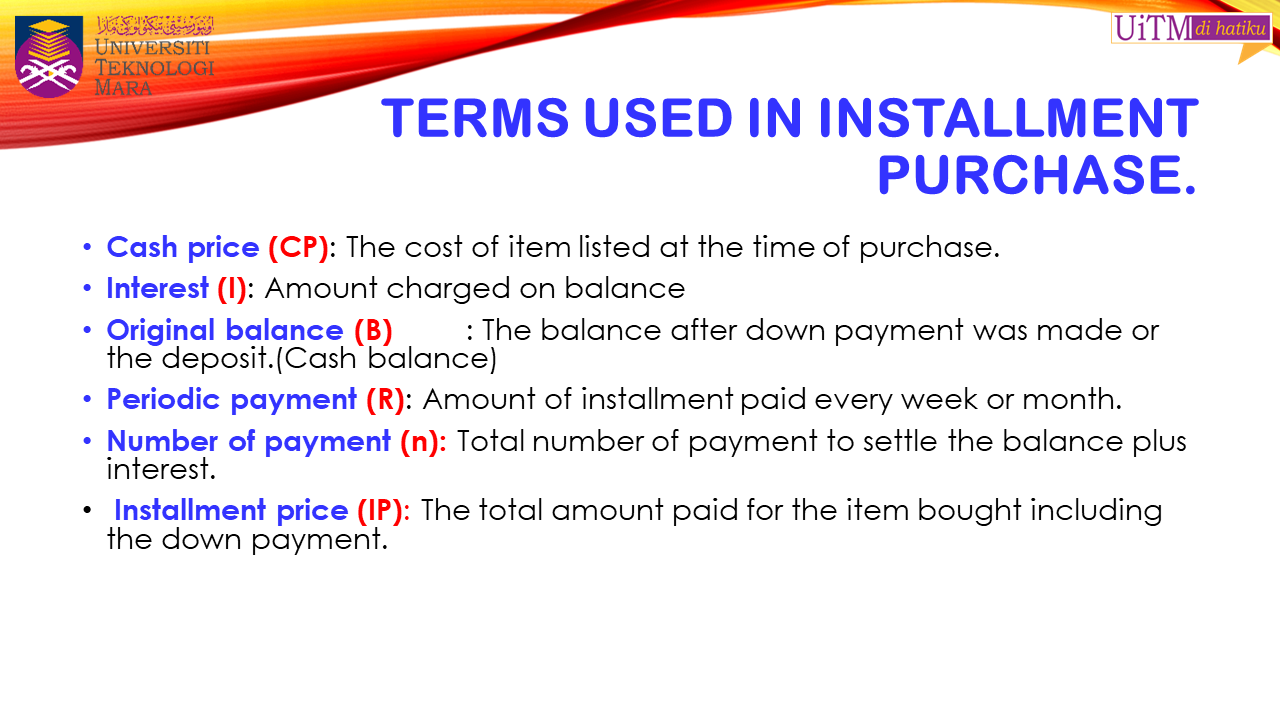 UNIVERSITI
TEKNOLOGI
MARA
UiTM di hatiku
TERMS USED IN INSTALLMENT
PURCHASE.
• Cash price (CP): The cost of item listed at the time of purchase.
• Interest (I): Amount charged on balance
• Original balance (B) : The balance after down payment was made or
the deposit.(Cash balance)
• Periodic payment (R): Amount of installment paid every week or month.
• Number of payment (n): Total number of payment to settle the balance plus
interest.
• Installment price (IP): The total amount paid for the item bought including
the down payment.